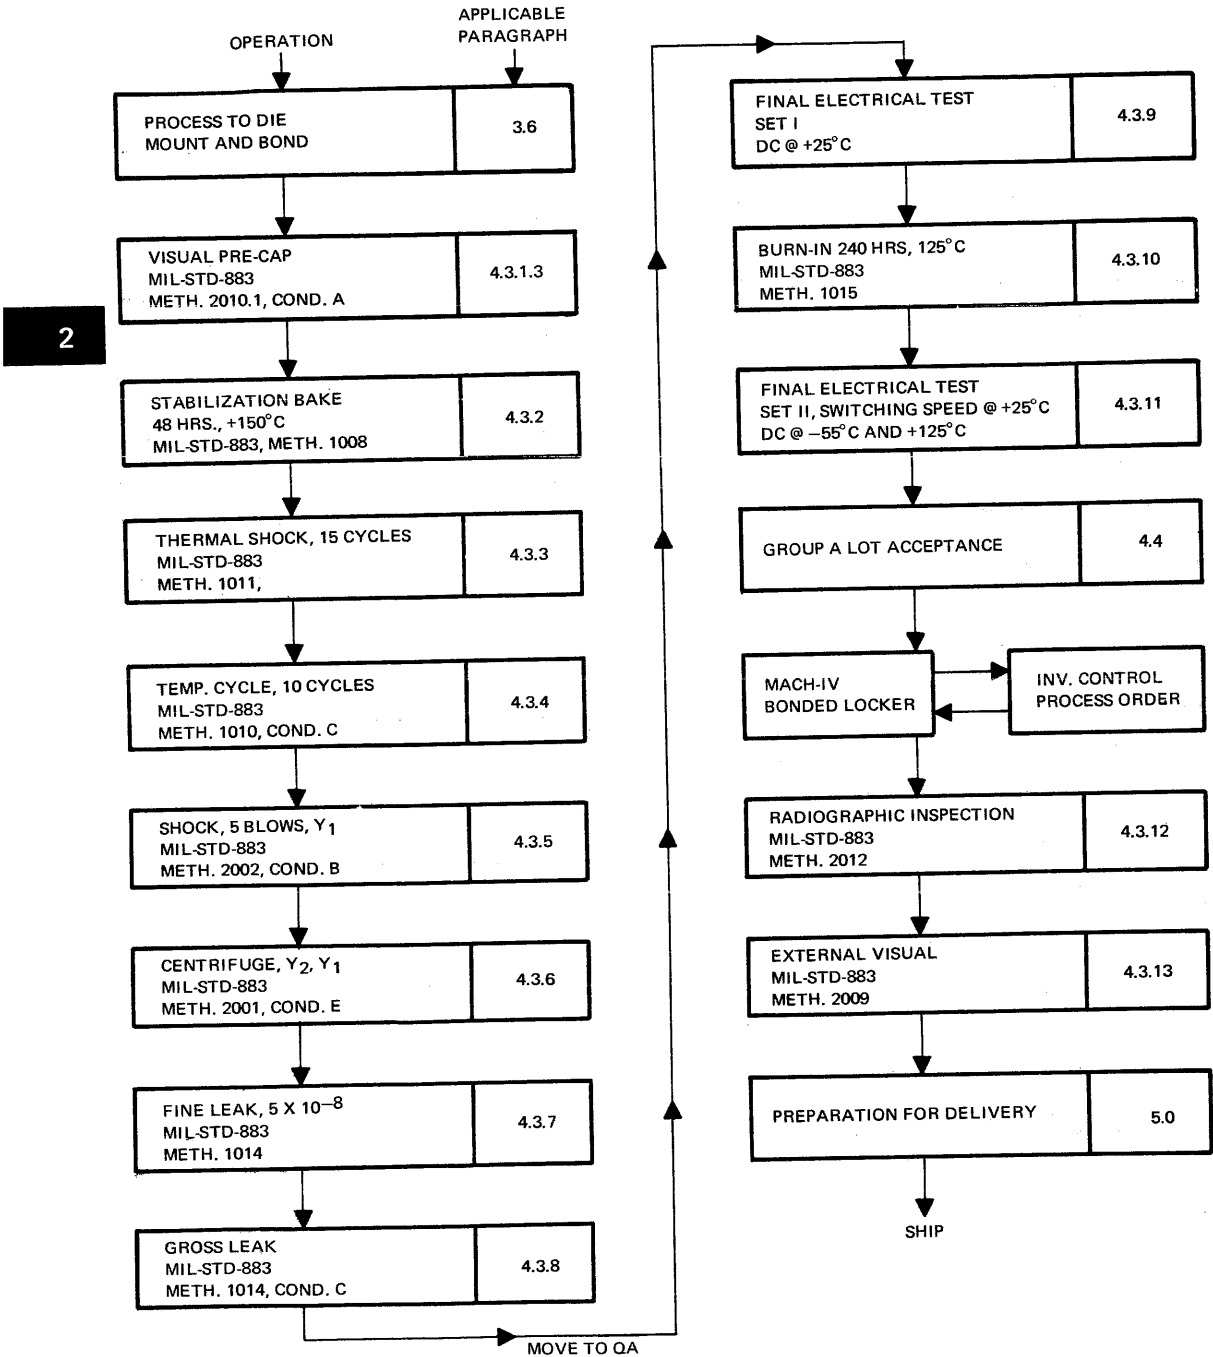 OPERATION
APPLICABLE
PARAGRAPH
PROCESS TO DIE
MOUNT AND BOND
3.6
VISUAL PRE-CAP
MIL-STD-883
METH. 2010.1, COND. A
4.3.1.3
2
STABILIZATION BAKE
48 HRS., +150°C
MIL-STD-883, METH. 1008
4.3.2
THERMAL SHOCK, 15 CYCLES
MIL-STD-883
METH. 1011,
4.3.3
TEMP. CYCLE, 10 CYCLES
MIL-STD-883
METH. 1010, COND. C
4.3.4
SHOCK, 5 BLOWS, Y₁
MIL-STD-883
METH. 2002, COND. B
4.3.5
CENTRIFUGE, Y₂, Y₁
MIL-STD-883
METH. 2001, COND. E
4.3.6
FINE LEAK, 5 X 10⁻⁸
MIL-STD-883
METH. 1014
4.3.7
GROSS LEAK
MIL-STD-883
METH. 1014, COND. C
4.3.8
MOVE TO QA
FINAL ELECTRICAL TEST
SET I
DC @ +25°C
4.3.9
BURN-IN 240 HRS, 125°C
MIL-STD-883
METH. 1015
4.3.10
FINAL ELECTRICAL TEST
SET II, SWITCHING SPEED @ +25°C
DC @ –55°C AND +125°C
4.3.11
GROUP A LOT ACCEPTANCE
4.4
MACH-IV
BONDED LOCKER
INV. CONTROL
PROCESS ORDER
RADIOGRAPHIC INSPECTION
MIL-STD-883
METH. 2012
4.3.12
EXTERNAL VISUAL
MIL-STD-883
METH. 2009
4.3.13
PREPARATION FOR DELIVERY
5.0
SHIP